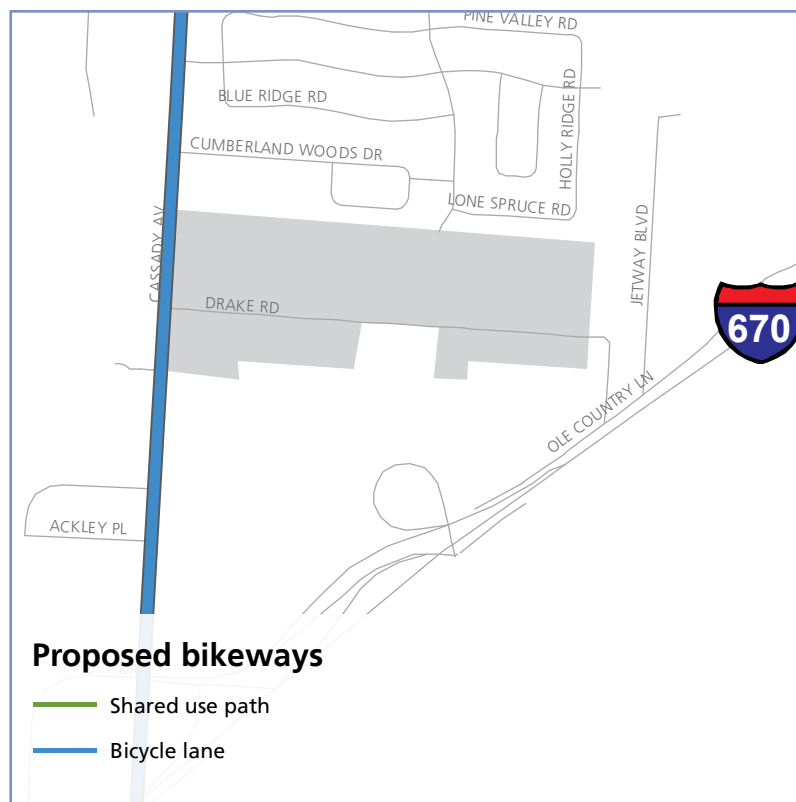 PINE VALLEY RD
BLUE RIDGE RD
HOLLY RIDGE RD
CUMBERLAND WOODS DR
LONE SPRUCE RD
CASSADY AV
JETWAY BLVD
DRAKE RD
670
OLE COUNTRY LN
ACKLEY PL
Proposed bikeways
Shared use path
Bicycle lane